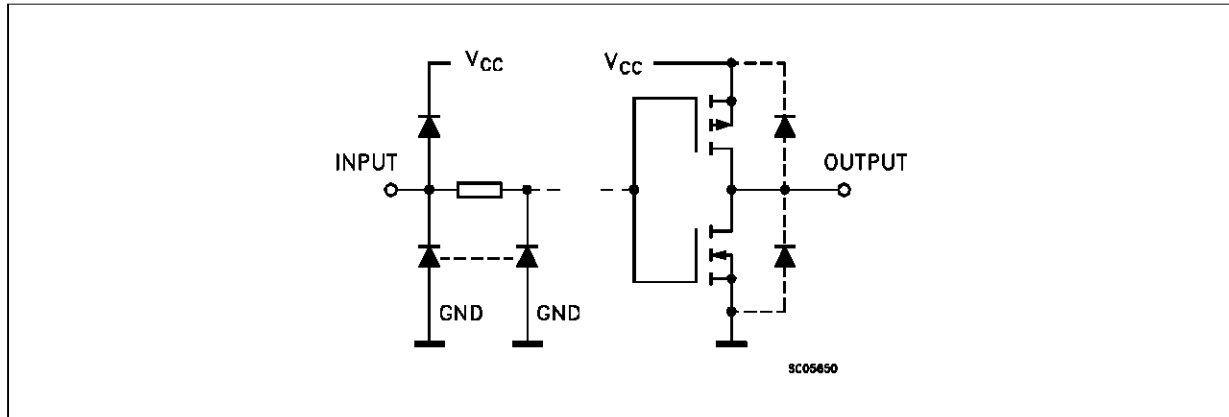 VCC
VCC
INPUT
OUTPUT
GND
GND
SC05650